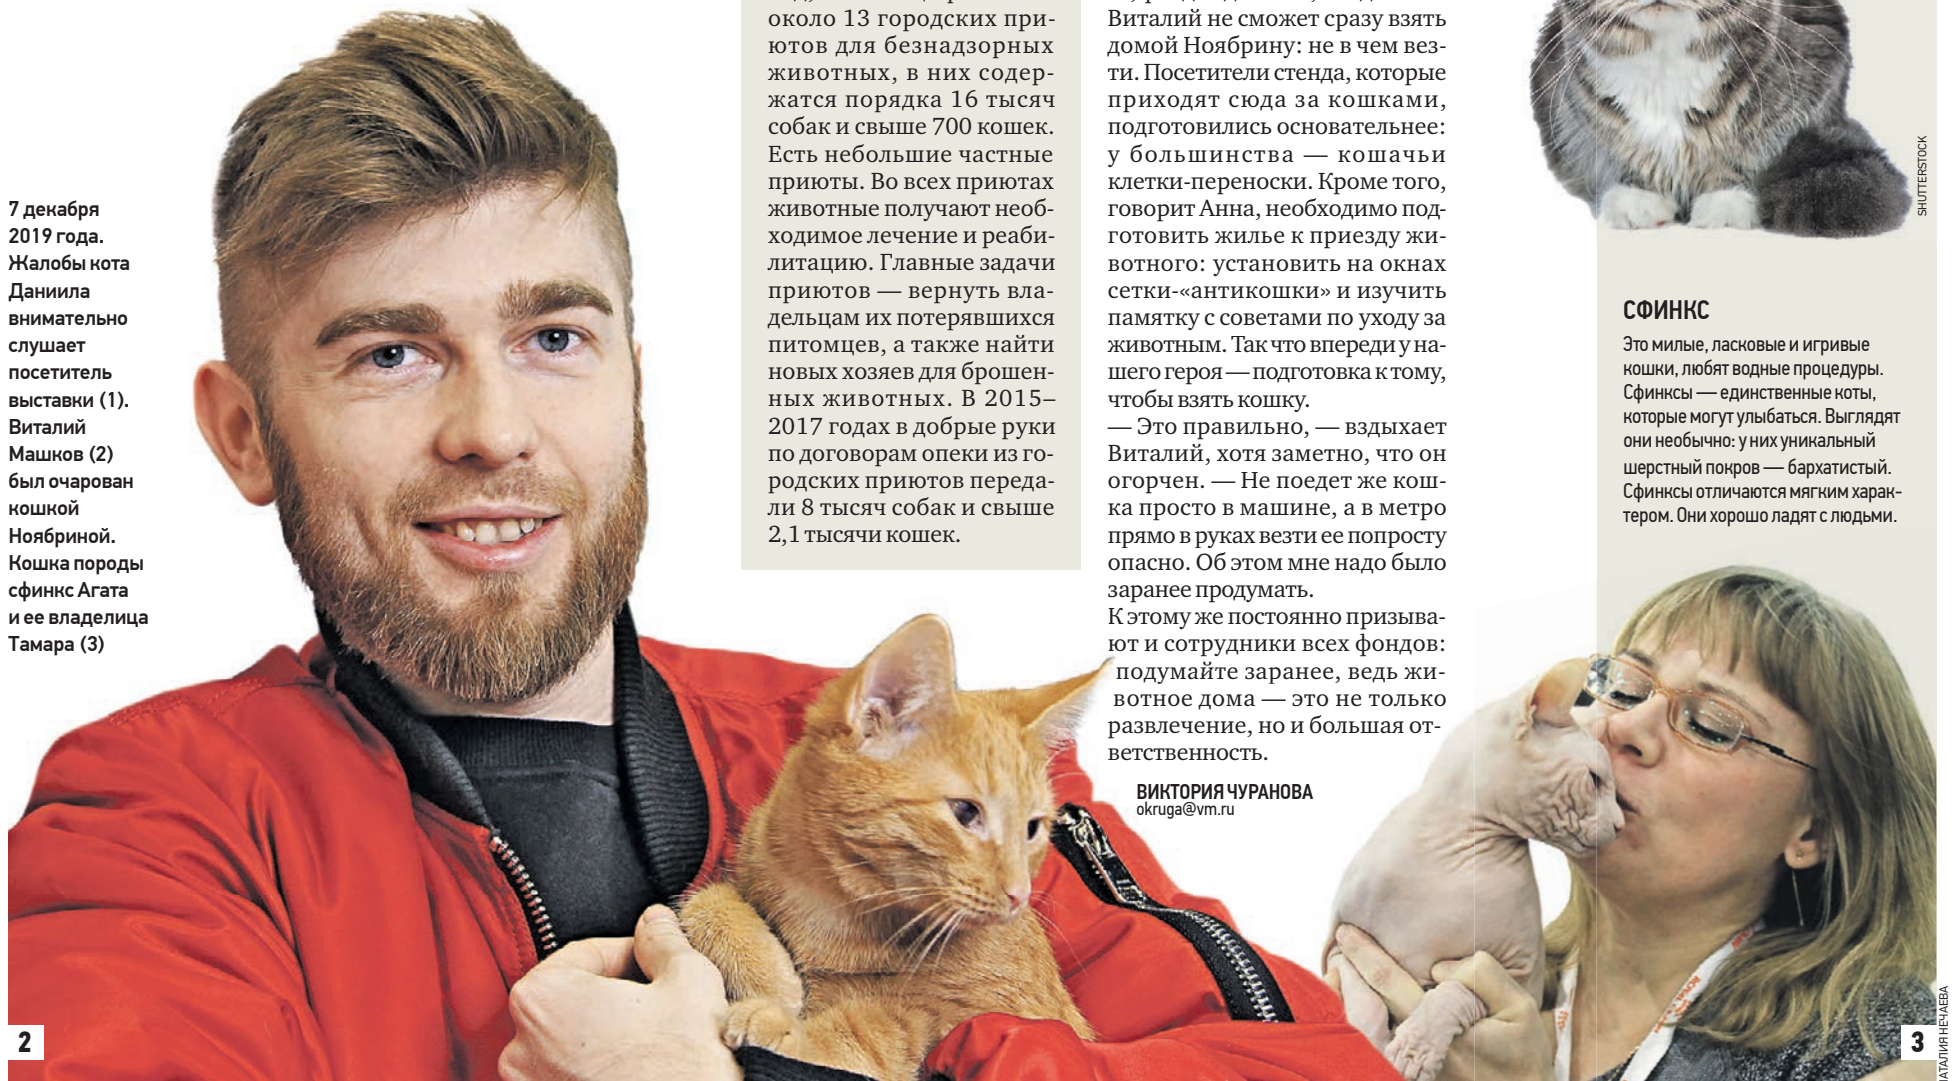 7 декабря
2019 года.
Жалобы кота
Даниила
внимательно
слушает
посетитель
выставки (1).
Виталий
Машков (2)
был очарован
кошкой
Ноябриной.
Кошка породы
сфинкс Агата
и ее владелица
Тамара (3)
2
около 13 городских при-
ютов для безнадзорных
животных, в них содер-
жатся порядка 16 тысяч
собак и свыше 700 кошек.
Есть небольшие частные
приюты. Во всех приютах
животные получают необ-
ходимое лечение и реаби-
литацию. Главные задачи
приютов — вернуть вла-
дельцам их потерявшихся
питомцев, а также найти
новых хозяев для брошен-
ных животных. В 2015–
2017 годах в добрые руки
по договорам опеки из го-
родских приютов переда-
ли 8 тысяч собак и свыше
2,1 тысячи кошек.
Виталий не сможет сразу взять
домой Ноябрину: не в чем вез-
ти. Посетители стенда, которые
приходят сюда за кошками,
подготовились основательнее:
у большинства — кошачьи
клетки-переноски. Кроме того,
говорит Анна, необходимо под-
готовить жилье к приезду жи-
вотного: установить на окнах
сетки-«антикошки» и изучить
памятку с советами по уходу за
животным. Так что впереди у на-
шего героя — подготовка к тому,
чтобы взять кошку.
— Это правильно, — вздыхает
Виталий, хотя заметно, что он
огорчен. — Не поедет же кош-
ка просто в машине, а в метро
прямо в руках везти ее попросту
опасно. Об этом мне надо было
заранее продумать.
К этому же постоянно призыва-
ют и сотрудники всех фондов:
подумайте заранее, ведь жи-
вотное дома — это не только
развлечение, но и большая от-
ветственность.
ВИКТОРИЯ ЧУРАНОВА
okruga@vm.ru
SHUTTERSTOCK
СФИНКС
Это милые, ласковые и игривые
кошки, любят водные процедуры.
Сфинксы — единственные коты,
которые могут улыбаться. Выглядят
они необычно: у них уникальный
шерстный покров — бархатистый.
Сфинксы отличаются мягким харак-
тером. Они хорошо ладят с людьми.
3
НЕЧАЕВА